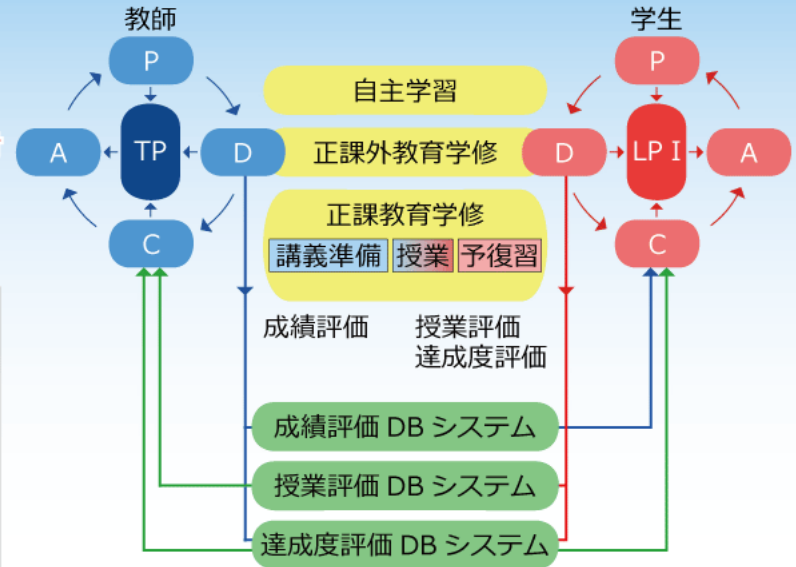 教師
学生
P
P
自主学習
A
TP
D
正課外教育学修
D
LP I
A
正課教育学修
C
C
講義準備
授業
予復習
成績評価
授業評価
達成度評価
成績評価 DB システム
授業評価 DB システム
達成度評価 DB システム